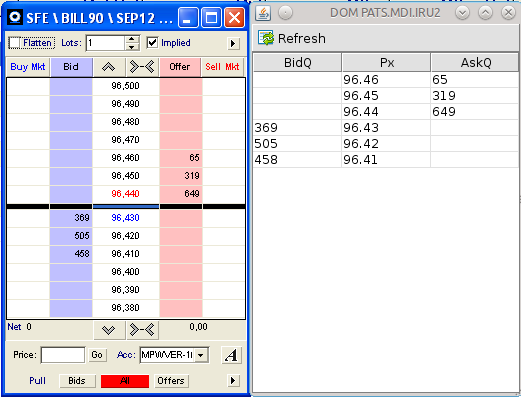 SFE \ BILL90 \ SEP12 ...
Flatten Lots: 1 Implied
Buy Mkt Bid >-< Offer Sell Mkt
96,500
96,490
96,480
96,470
96,460 65
96,450 319
96,440 649
369 96,430
505 96,420
458 96,410
96,400
96,390
96,380
Net 0 >-< 0,00
Price: Go Acc: MPWVER-1( A
Pull Bids All Offers
DOM PATS.MDI.IRU2
Refresh
BidQ Px AskQ
96.46 65
96.45 319
96.44 649
369 96.43
505 96.42
458 96.41